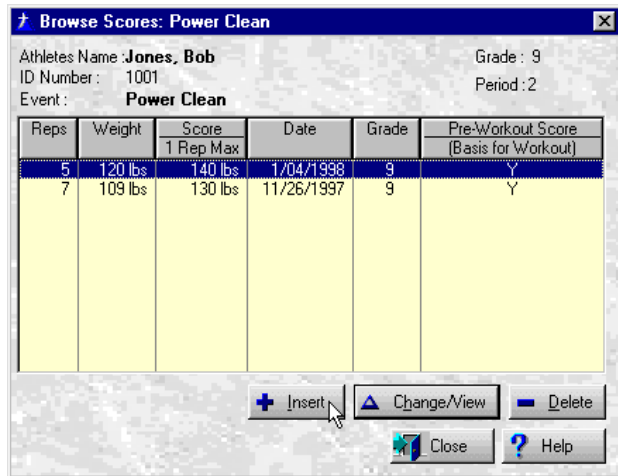 Browse Scores: Power Clean
Athletes Name : Jones, Bob Grade : 9
ID Number : 1001 Period : 2
Event : Power Clean
Reps Weight Score Date Grade Pre-Workout Score
1 Rep Max (Basis for Workout)
5 120 lbs 140 lbs 1/04/1998 9 Y
7 109 lbs 130 lbs 11/26/1997 9 Y
Insert Change/View Delete
Close Help